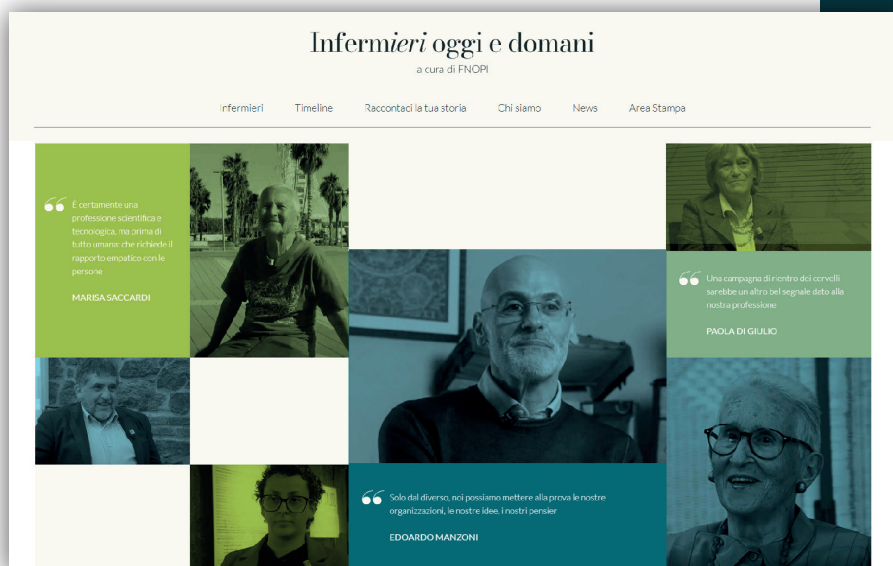 Infermieri oggi e domani
a cura di FNOPI
Infermieri Timeline Raccontaci la tua storia Chi siamo News Area Stampa
È certamente una
professione scientifica e
tecnologica, ma prima di
tutto umana: che richiede il
rapporto empatico con le
persone
MARISA SACCARDI
Una campagna di rientro dei cervelli
sarebbe un altro bel segnale dato alla
nostra professione
PAOLA DI GIULIO
Solo dal diverso, noi possiamo mettere alla prova le nostre
organizzazioni, le nostre idee, i nostri pensier
EDOARDO MANZONI